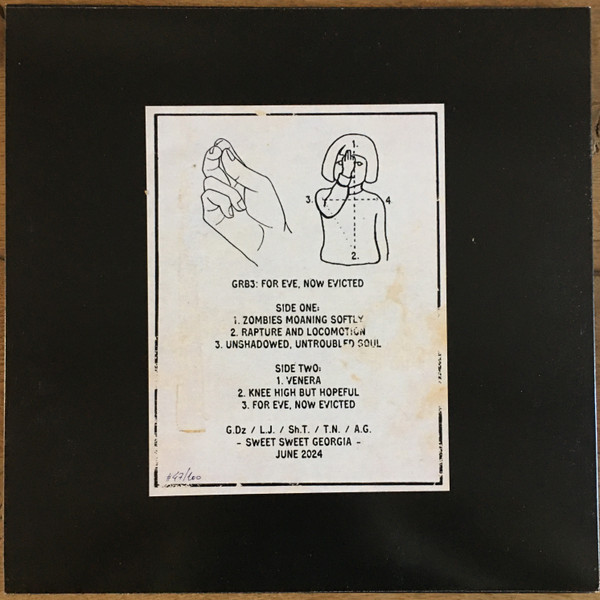 1.
3.
4
2.
GRB3: FOR EVE, NOW EVICTED
SIDE ONE:
1. ZOMBIES MOANING SOFTLY
2. RAPTURE AND LOCOMOTION
3. UNSHADOWED, UNTROUBLED SOUL
SIDE TWO:
1. VENERA
2. KNEE HIGH BUT HOPEFUL
3. FOR EVE, NOW EVICTED
G.Dz / L.J. / Sh.T. / T.N. / A.G.
- SWEET SWEET GEORGIA -
JUNE 2024
#47/100